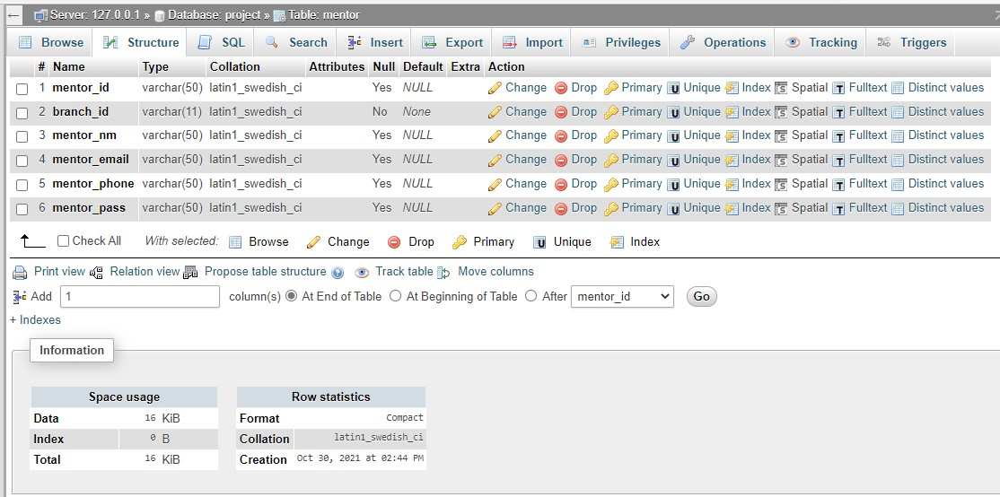 Server: 127.0.0.1 » Database: project » Table: mentor
Browse Structure SQL Search Insert Export Import Privileges Operations Tracking Triggers
# Name Type Collation Attributes Null Default Extra Action
1 mentor_id varchar(50) latin1_swedish_ci Yes NULL Change Drop Primary Unique Index Spatial Fulltext Distinct values
2 branch_id varchar(11) latin1_swedish_ci No None Change Drop Primary Unique Index Spatial Fulltext Distinct values
3 mentor_nm varchar(50) latin1_swedish_ci Yes NULL Change Drop Primary Unique Index Spatial Fulltext Distinct values
4 mentor_email varchar(50) latin1_swedish_ci Yes NULL Change Drop Primary Unique Index Spatial Fulltext Distinct values
5 mentor_phone varchar(50) latin1_swedish_ci Yes NULL Change Drop Primary Unique Index Spatial Fulltext Distinct values
6 mentor_pass varchar(50) latin1_swedish_ci Yes NULL Change Drop Primary Unique Index Spatial Fulltext Distinct values
Check All With selected: Browse Change Drop Primary Unique Index
Print view Relation view Propose table structure Track table Move columns
Add 1 column(s) At End of Table At Beginning of Table After mentor_id Go
+ Indexes
Information
Space usage Row statistics
Data 16 KiB Format Compact
Index 0 B Collation latin1_swedish_ci
Total 16 KiB Creation Oct 30, 2021 at 02:44 PM